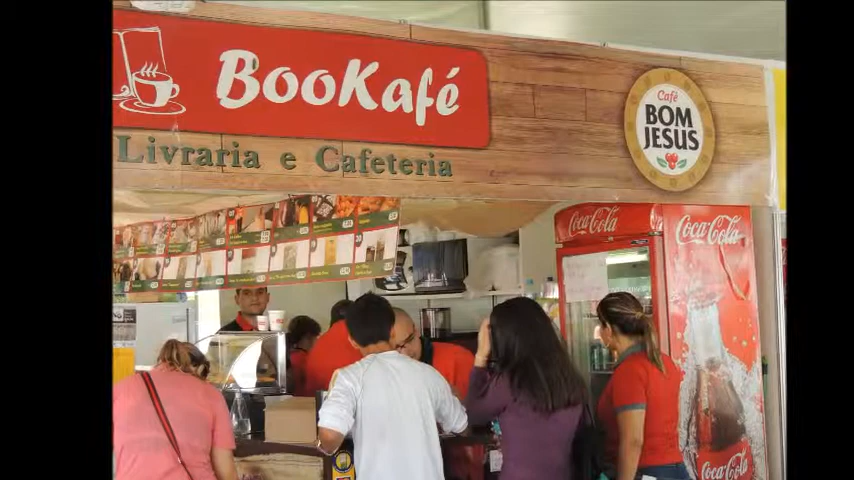 BooKafé
Livraria e Cafeteria
Café
BOM
JESUS
Coca-Cola
Coca-Cola
Coca-Cola